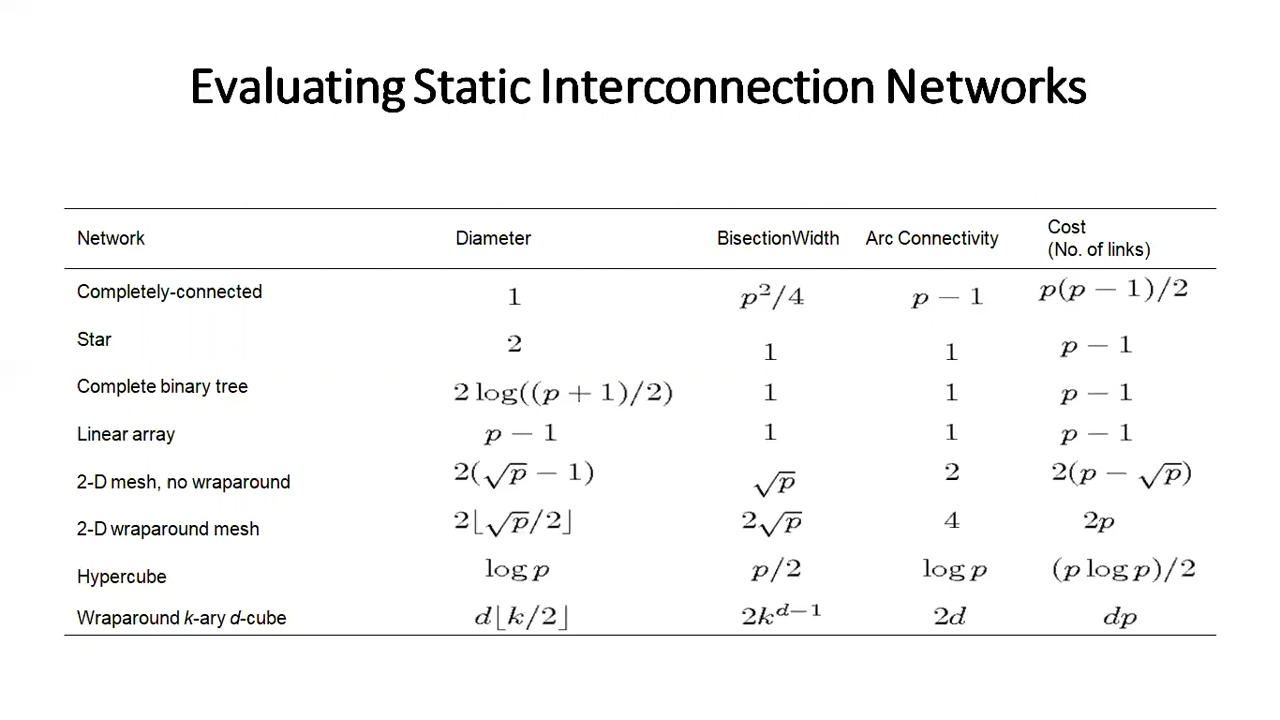 Evaluating Static Interconnection Networks
Network Diameter BisectionWidth Arc Connectivity Cost (No. of links)
Completely-connected 1 p²/4 p − 1 p(p − 1)/2
Star 2 1 1 p − 1
Complete binary tree 2 log((p + 1)/2) 1 1 p − 1
Linear array p − 1 1 1 p − 1
2-D mesh, no wraparound 2(√p − 1) √p 2 2(p − √p)
2-D wraparound mesh 2⌊√p/2⌋ 2√p 4 2p
Hypercube log p p/2 log p (p log p)/2
Wraparound k-ary d-cube d⌊k/2⌋ 2k^{d−1} 2d dp